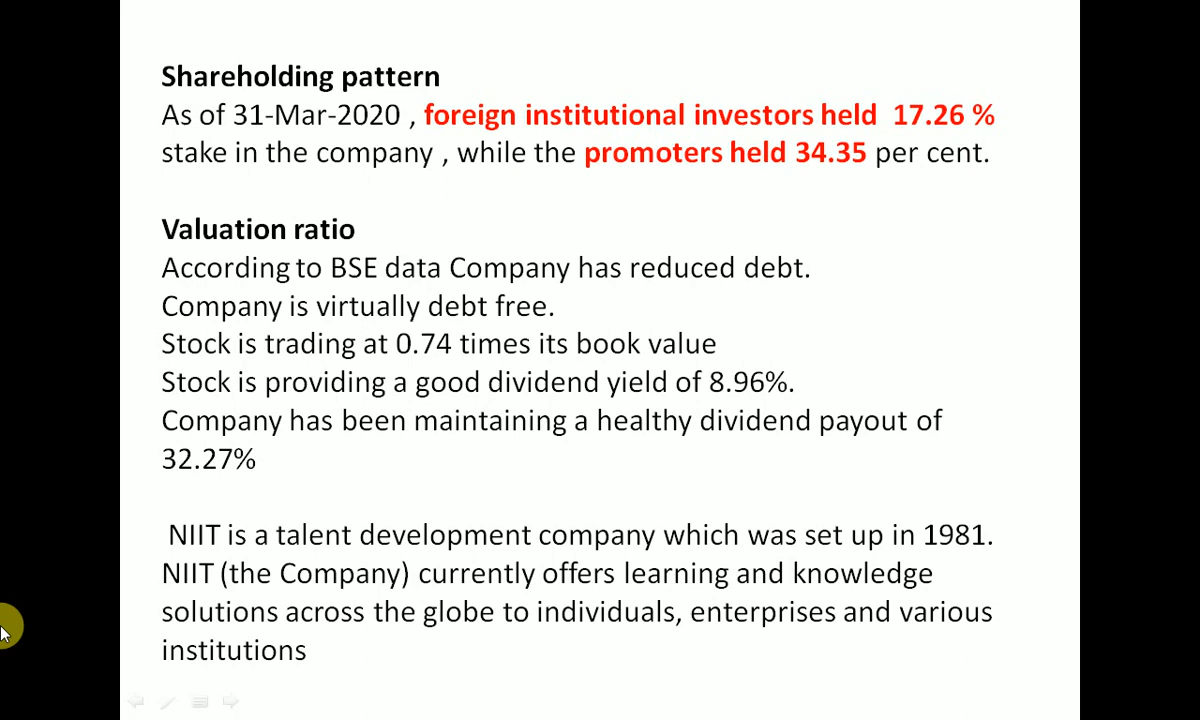 Shareholding pattern
As of 31-Mar-2020 , foreign institutional investors held 17.26 %
stake in the company , while the promoters held 34.35 per cent.
Valuation ratio
According to BSE data Company has reduced debt.
Company is virtually debt free.
Stock is trading at 0.74 times its book value
Stock is providing a good dividend yield of 8.96%.
Company has been maintaining a healthy dividend payout of
32.27%
NIIT is a talent development company which was set up in 1981.
NIIT (the Company) currently offers learning and knowledge
solutions across the globe to individuals, enterprises and various
institutions